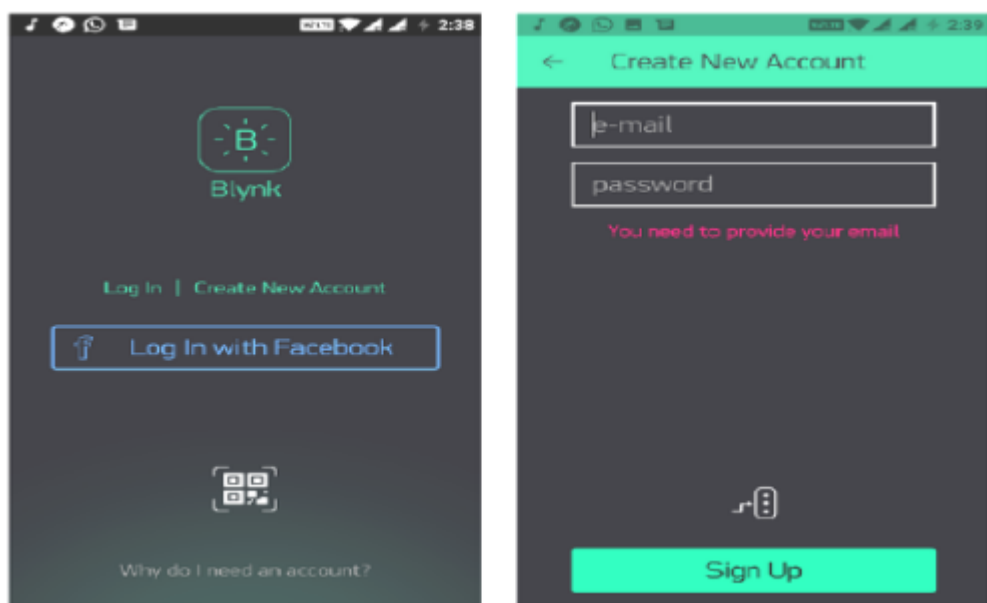 2:38
B
Blynk
Log In | Create New Account
Log In with Facebook
Why do I need an account?
2:39
Create New Account
e-mail
password
You need to provide your email
Sign Up